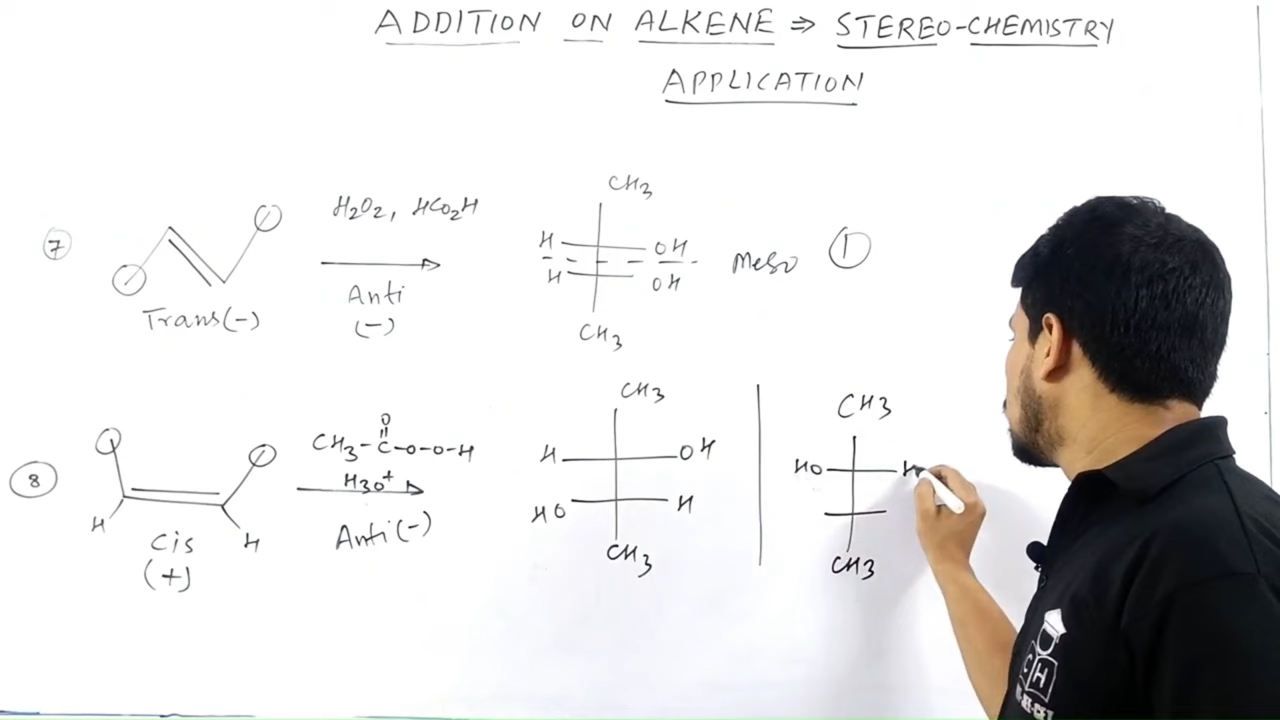 ADDITION ON ALKENE ⇒ STEREO-CHEMISTRY
APPLICATION
7
Trans(-)
H2O2, HCO2H
Anti
(-)
CH3
H OH
H OH
CH3
Meso 1
8
H H
Cis
(+)
O
CH3-C-O-O-H
H3O+
Anti(-)
CH3
H OH
HO H
CH3
CH3
HO H
CH3
C H